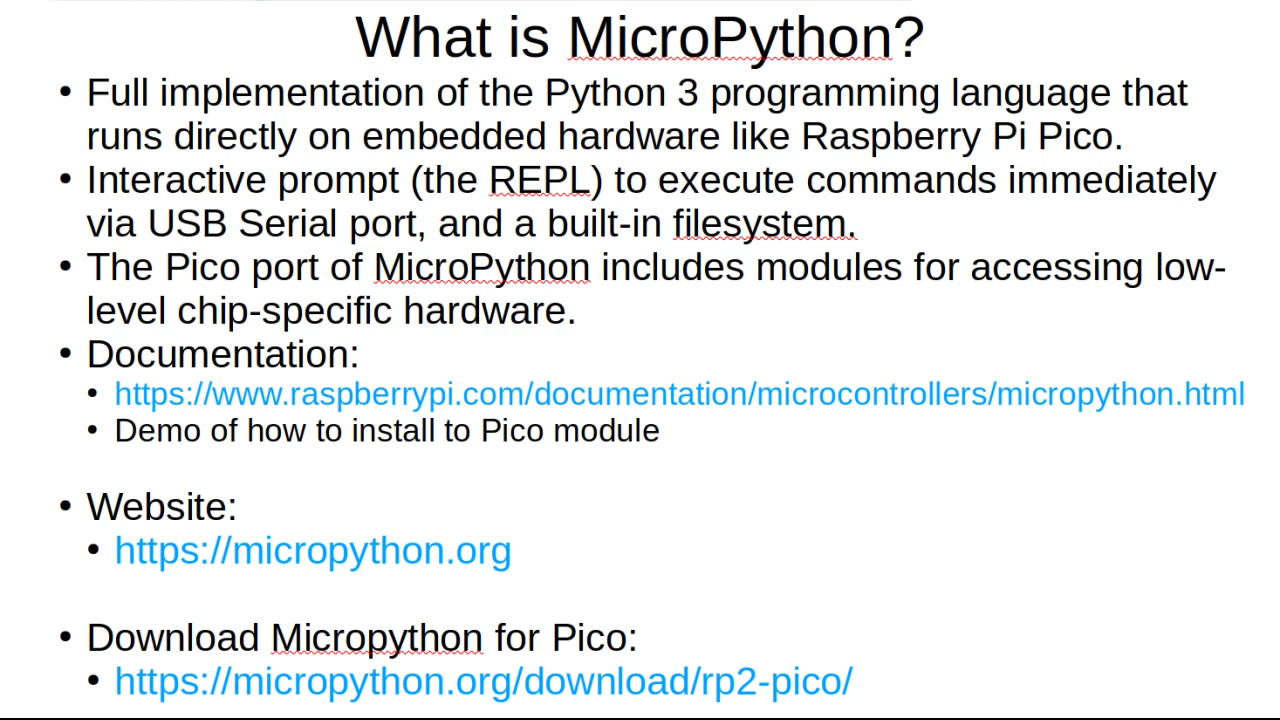 What is MicroPython?
• Full implementation of the Python 3 programming language that
runs directly on embedded hardware like Raspberry Pi Pico.
• Interactive prompt (the REPL) to execute commands immediately
via USB Serial port, and a built-in filesystem.
• The Pico port of MicroPython includes modules for accessing low-
level chip-specific hardware.
• Documentation:
• https://www.raspberrypi.com/documentation/microcontrollers/micropython.html
• Demo of how to install to Pico module
• Website:
• https://micropython.org
• Download Micropython for Pico:
• https://micropython.org/download/rp2-pico/